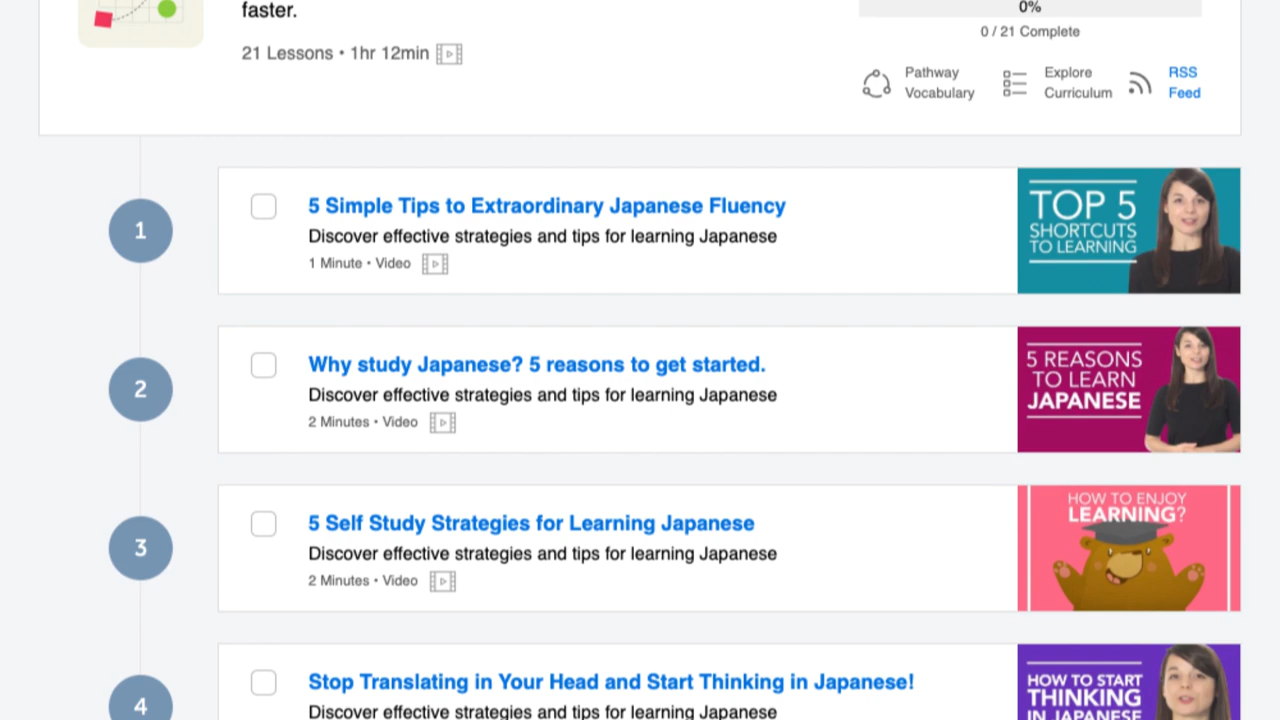 faster.
21 Lessons • 1hr 12min
0%
0 / 21 Complete
Pathway
Vocabulary
Explore
Curriculum
RSS
Feed
1
5 Simple Tips to Extraordinary Japanese Fluency
Discover effective strategies and tips for learning Japanese
1 Minute • Video
TOP 5
SHORTCUTS
TO LEARNING
2
Why study Japanese? 5 reasons to get started.
Discover effective strategies and tips for learning Japanese
2 Minutes • Video
5 REASONS
TO LEARN
JAPANESE
3
5 Self Study Strategies for Learning Japanese
Discover effective strategies and tips for learning Japanese
2 Minutes • Video
HOW TO ENJOY
LEARNING?
4
Stop Translating in Your Head and Start Thinking in Japanese!
Discover effective strategies and tips for learning Japanese
HOW TO START
THINKING
IN JAPANESE